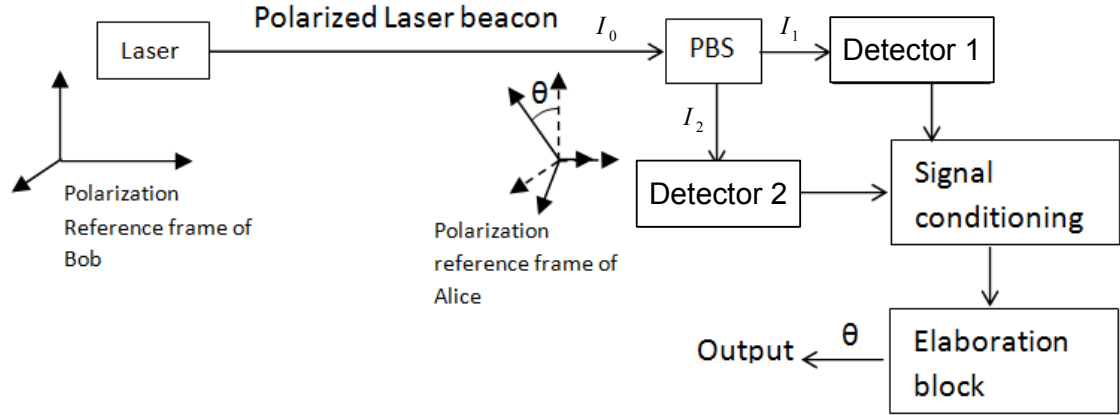 Polarized Laser beacon
Laser
I₀
PBS
I₁
Detector 1
θ
I₂
Detector 2
Signal
conditioning
Polarization
Reference frame of
Bob
Polarization
reference frame of
Alice
Output
θ
Elaboration
block